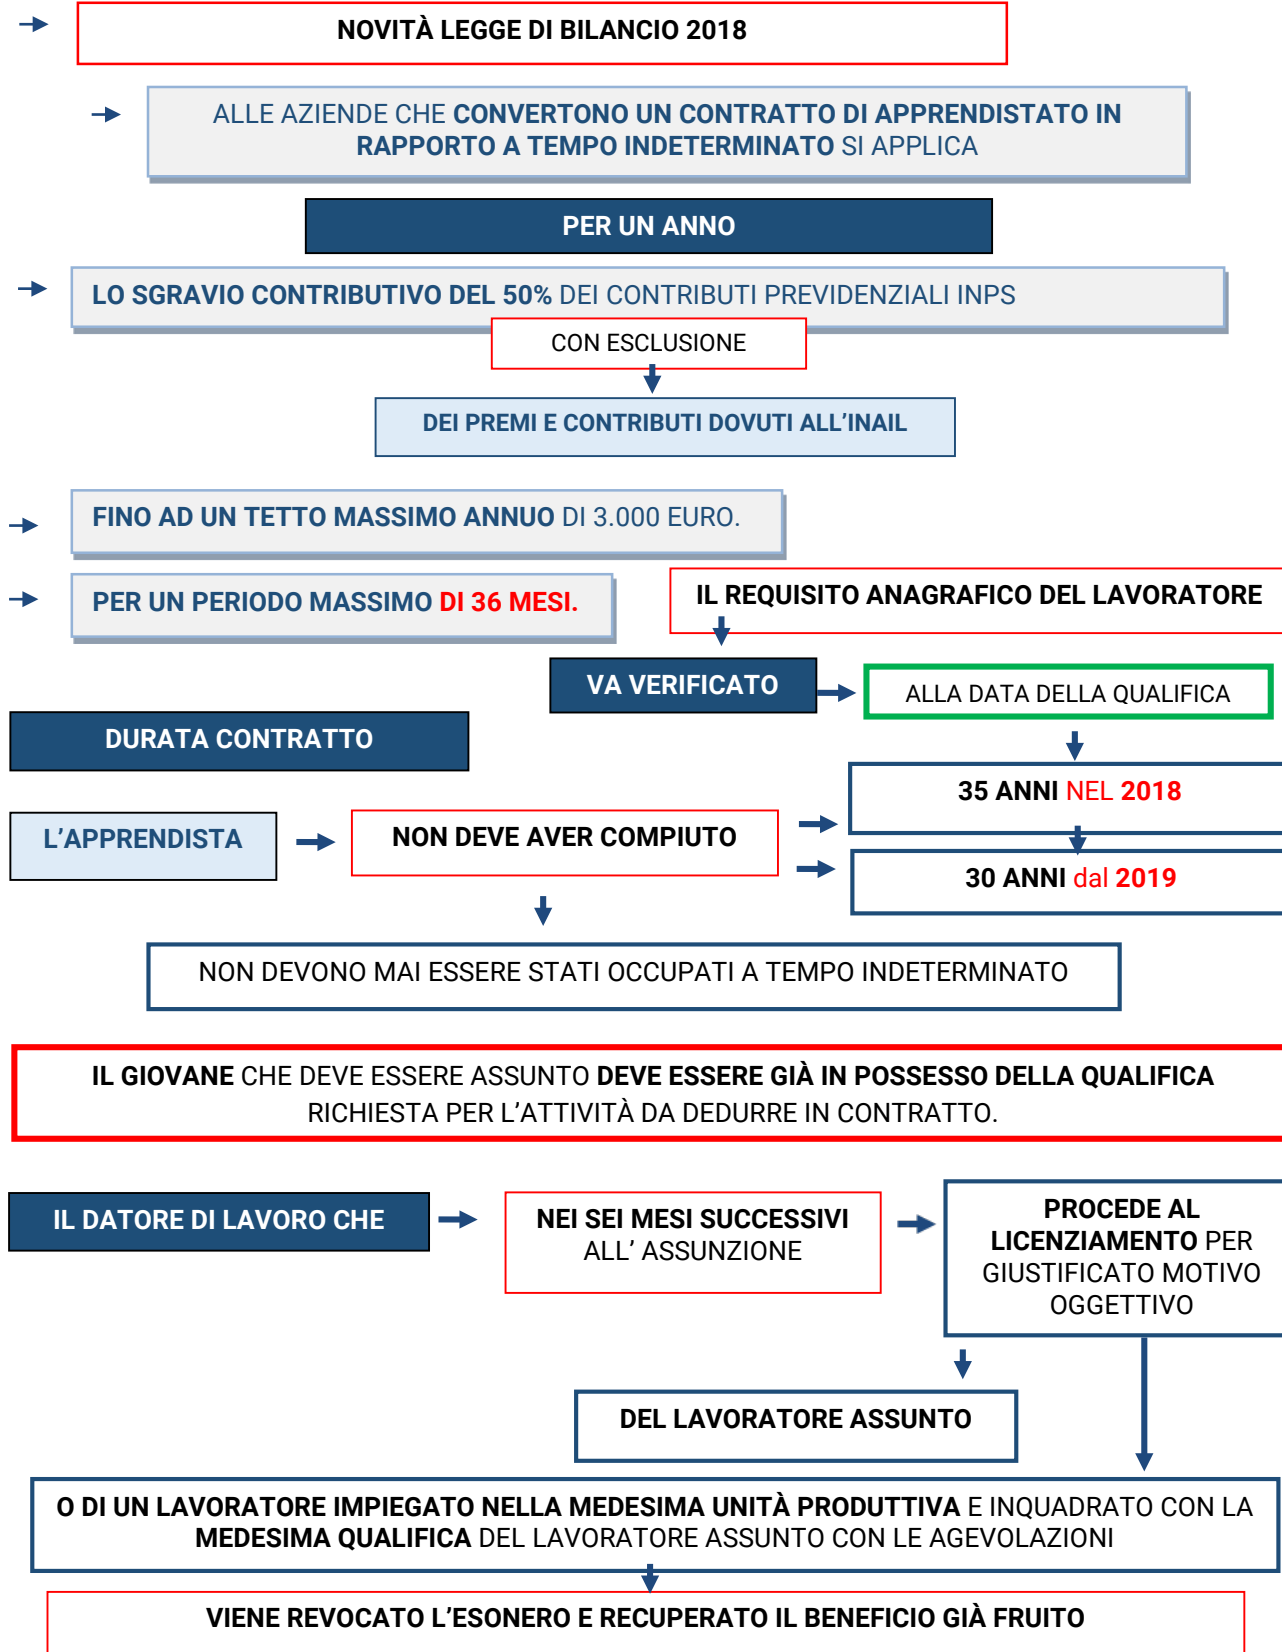 NOVITÀ LEGGE DI BILANCIO 2018
ALLE AZIENDE CHE CONVERTONO UN CONTRATTO DI APPRENDISTATO IN
RAPPORTO A TEMPO INDETERMINATO SI APPLICA
PER UN ANNO
LO SGRAVIO CONTRIBUTIVO DEL 50% DEI CONTRIBUTI PREVIDENZIALI INPS
CON ESCLUSIONE
DEI PREMI E CONTRIBUTI DOVUTI ALL’INAIL
FINO AD UN TETTO MASSIMO ANNUO DI 3.000 EURO.
PER UN PERIODO MASSIMO DI 36 MESI.
IL REQUISITO ANAGRAFICO DEL LAVORATORE
VA VERIFICATO
ALLA DATA DELLA QUALIFICA
DURATA CONTRATTO
35 ANNI NEL 2018
L’APPRENDISTA
NON DEVE AVER COMPIUTO
30 ANNI dal 2019
NON DEVONO MAI ESSERE STATI OCCUPATI A TEMPO INDETERMINATO
IL GIOVANE CHE DEVE ESSERE ASSUNTO DEVE ESSERE GIÀ IN POSSESSO DELLA QUALIFICA
RICHIESTA PER L’ATTIVITÀ DA DEDURRE IN CONTRATTO.
IL DATORE DI LAVORO CHE
NEI SEI MESI SUCCESSIVI
ALL’ ASSUNZIONE
PROCEDE AL
LICENZIAMENTO PER
GIUSTIFICATO MOTIVO
OGGETTIVO
DEL LAVORATORE ASSUNTO
O DI UN LAVORATORE IMPIEGATO NELLA MEDESIMA UNITÀ PRODUTTIVA E INQUADRATO CON LA
MEDESIMA QUALIFICA DEL LAVORATORE ASSUNTO CON LE AGEVOLAZIONI
VIENE REVOCATO L’ESONERO E RECUPERATO IL BENEFICIO GIÀ FRUITO